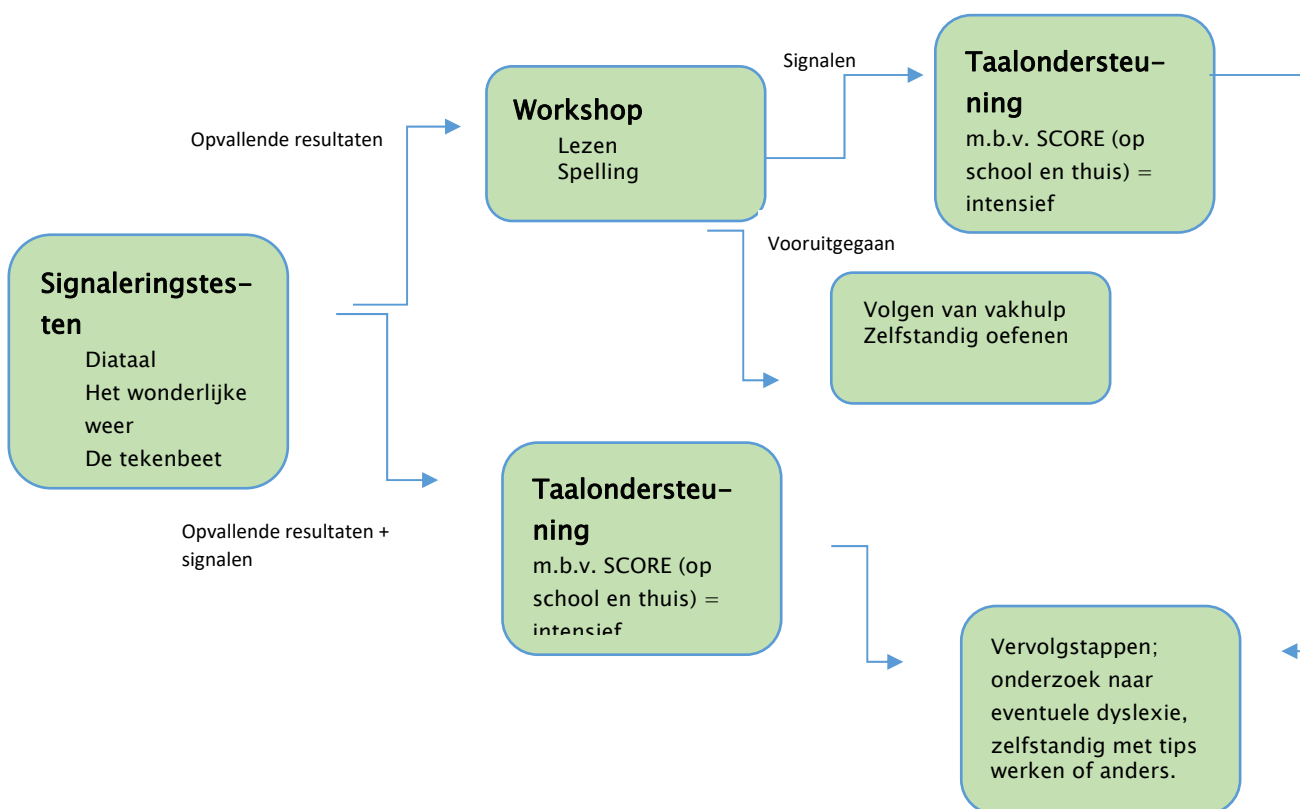 Signaleringstes-
ten
Diataal
Het wonderlijke
weer
De tekenbeet
Opvallende resultaten
Workshop
Lezen
Spelling
Signalen
Taalondersteu-
ning
m.b.v. SCORE (op
school en thuis) =
intensief
Vooruitgegaan
Volgen van vakhulp
Zelfstandig oefenen
Opvallende resultaten +
signalen
Taalondersteu-
ning
m.b.v. SCORE (op
school en thuis) =
intensief
Vervolgstappen;
onderzoek naar
eventuele dyslexie,
zelfstandig met tips
werken of anders.